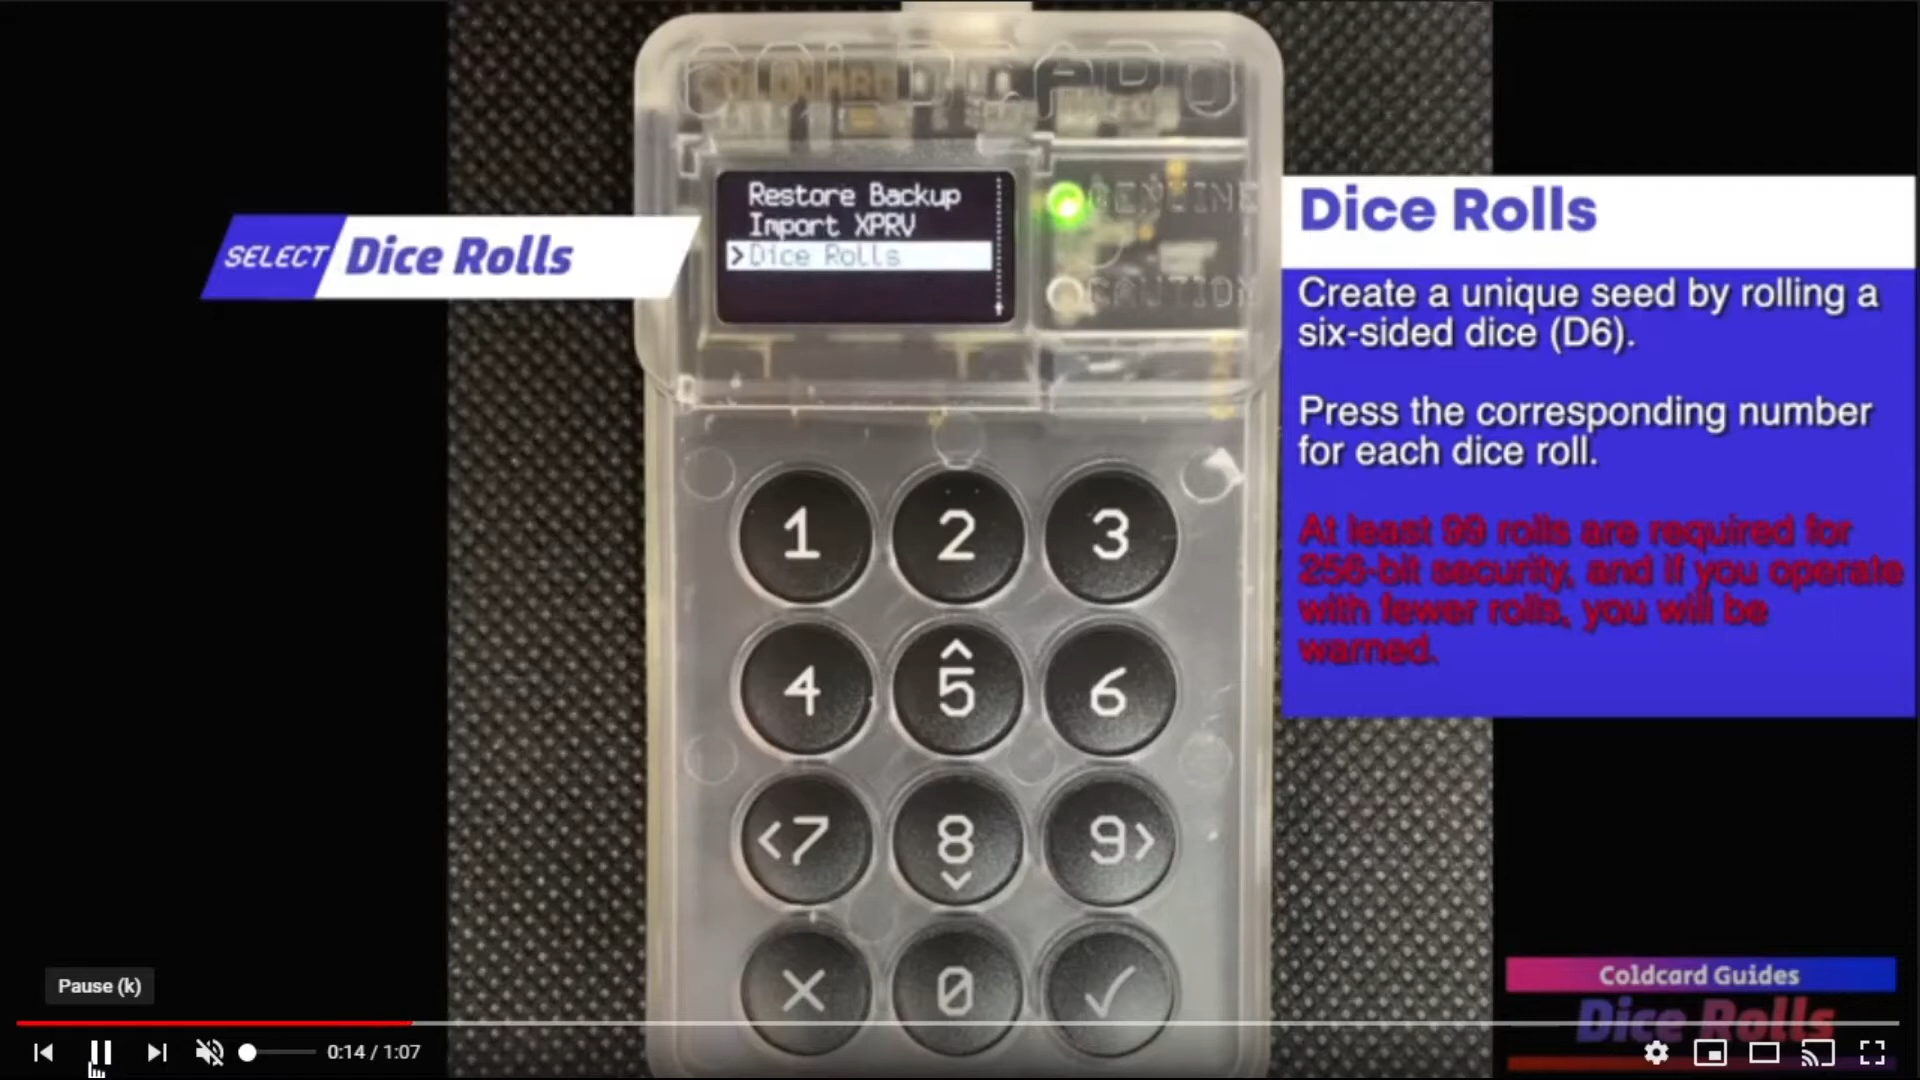 COLDCARD
Restore Backup
Import XPRV
>Dice Rolls
GENUINE
CAUTION
SELECT Dice Rolls
Dice Rolls
Create a unique seed by rolling a
six-sided dice (D6).
Press the corresponding number
for each dice roll.
At least 99 rolls are required for
256-bit security, and if you operate
with fewer rolls, you will be
warned.
1 2 3
4 5 6
<7 8 9>
0
Pause (k)
Coldcard Guides
Dice Rolls
0:14 / 1:07